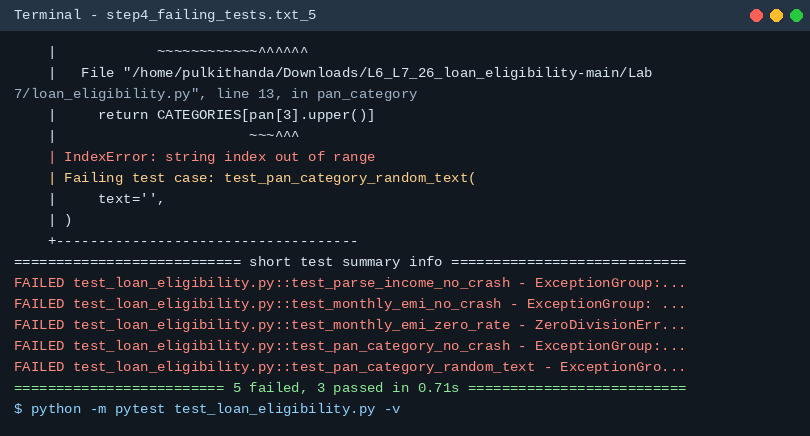 Terminal - step4_failing_tests.txt_5
    |            ~~~~~~~~~~~~^^^^^^
    |   File "/home/pulkithanda/Downloads/L6_L7_26_loan_eligibility-main/Lab
7/loan_eligibility.py", line 13, in pan_category
    |     return CATEGORIES[pan[3].upper()]
    |                       ~~~^^^
    | IndexError: string index out of range
    | Failing test case: test_pan_category_random_text(
    |     text='',
    | )
    +------------------------------------
=========================== short test summary info ============================
FAILED test_loan_eligibility.py::test_parse_income_no_crash - ExceptionGroup:...
FAILED test_loan_eligibility.py::test_monthly_emi_no_crash - ExceptionGroup: ...
FAILED test_loan_eligibility.py::test_monthly_emi_zero_rate - ZeroDivisionErr...
FAILED test_loan_eligibility.py::test_pan_category_no_crash - ExceptionGroup:...
FAILED test_loan_eligibility.py::test_pan_category_random_text - ExceptionGro...
========================= 5 failed, 3 passed in 0.71s ==========================
$ python -m pytest test_loan_eligibility.py -v